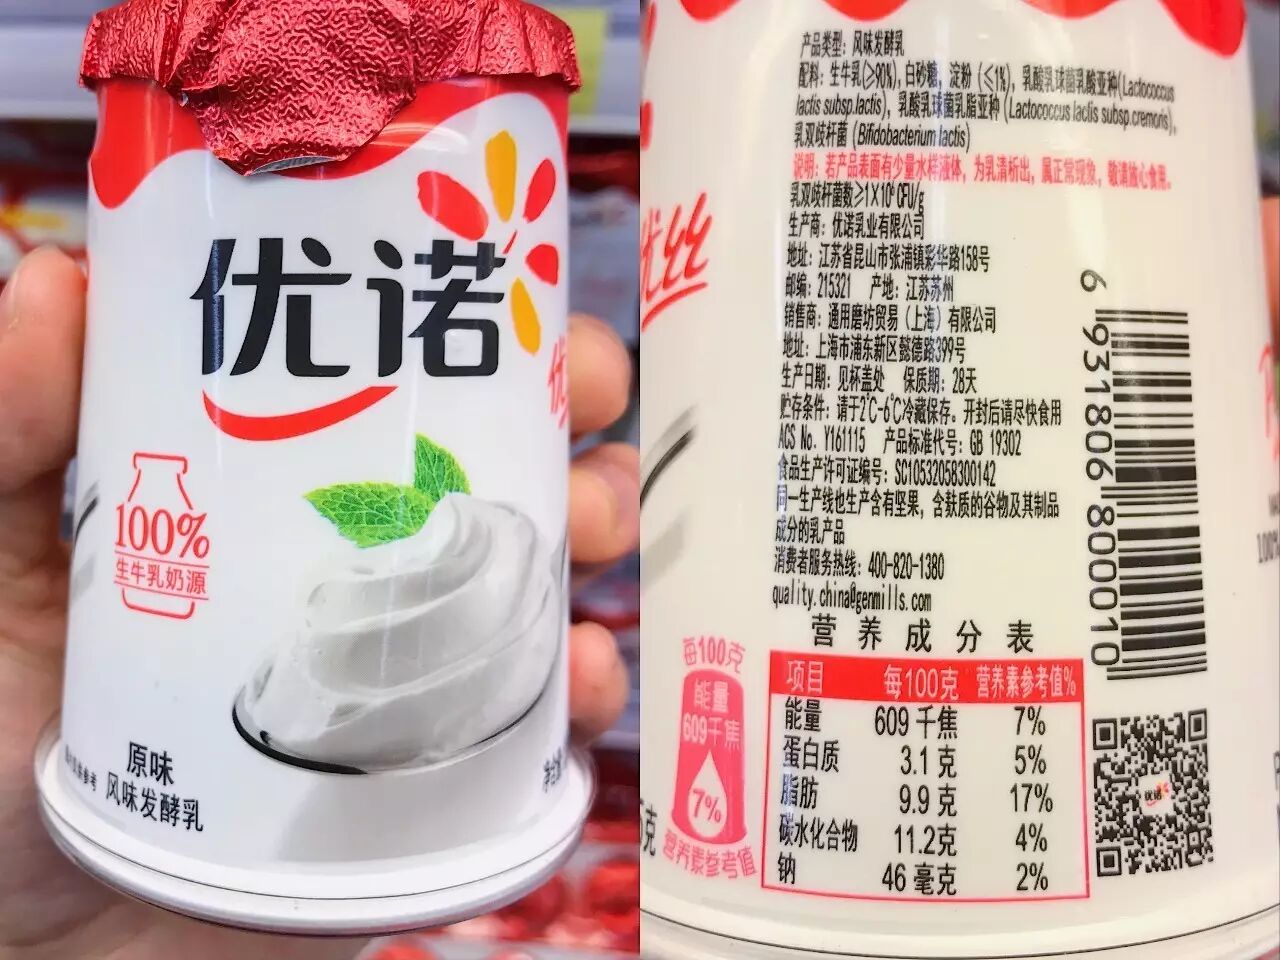 优诺
100%
生牛乳奶源
原味
风味发酵乳
产品类型：风味发酵乳
配料：生牛乳(≥90%)，白砂糖，淀粉（≤1%），乳酸乳球菌乳酸亚种(Lactococcus
lactis subsp.lactis)，乳酸乳球菌乳脂亚种 (Lactococcus lactis subsp.cremoris)，
乳双歧杆菌 (Bifidobacterium lactis)
说明：若产品表面有少量水样液体，为乳清析出，属正常现象，敬请放心食用。
乳双歧杆菌数≥1X10⁶ CFU/g
生产商：优诺乳业有限公司
地址：江苏省昆山市张浦镇彩华路158号
邮编：215321 产地：江苏苏州
销售商：通用磨坊贸易（上海）有限公司
地址：上海市浦东新区懿德路399号
生产日期：见杯盖处 保质期：28天
贮存条件：请于2℃-6℃冷藏保存。开封后请尽快食用
ACS No. Y161115 产品标准代号：GB 19302
食品生产许可证编号：SC10532058300142
同一生产线也生产含有坚果，含麸质的谷物及其制品
成分的乳产品
消费者服务热线：400-820-1380
quality.china@genmills.com
营养成分表
项目 每100克 营养素参考值%
能量 609 千焦 7%
蛋白质 3.1 克 5%
脂肪 9.9 克 17%
碳水化合物 11.2克 4%
钠 46 毫克 2%
每100克
能量
609千焦
7%
营养素参考值
6 931806 800010
优丝
优诺